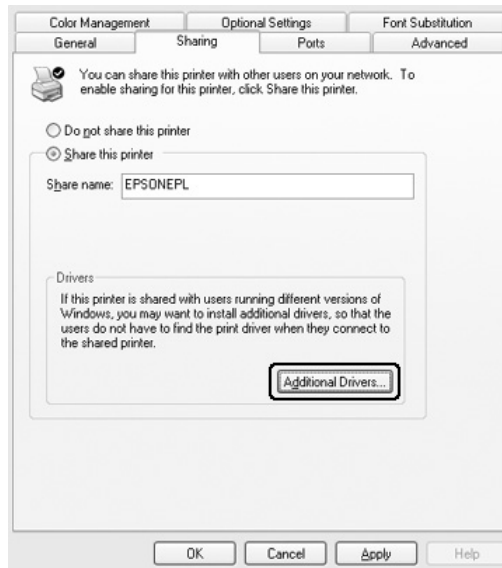 Color Management Optional Settings Font Substitution
General Sharing Ports Advanced
You can share this printer with other users on your network. To
enable sharing for this printer, click Share this printer.
Do not share this printer
Share this printer
Share name: EPSONEPL
Drivers
If this printer is shared with users running different versions of
Windows, you may want to install additional drivers, so that the
users do not have to find the print driver when they connect to
the shared printer.
Additional Drivers...
OK Cancel Apply Help